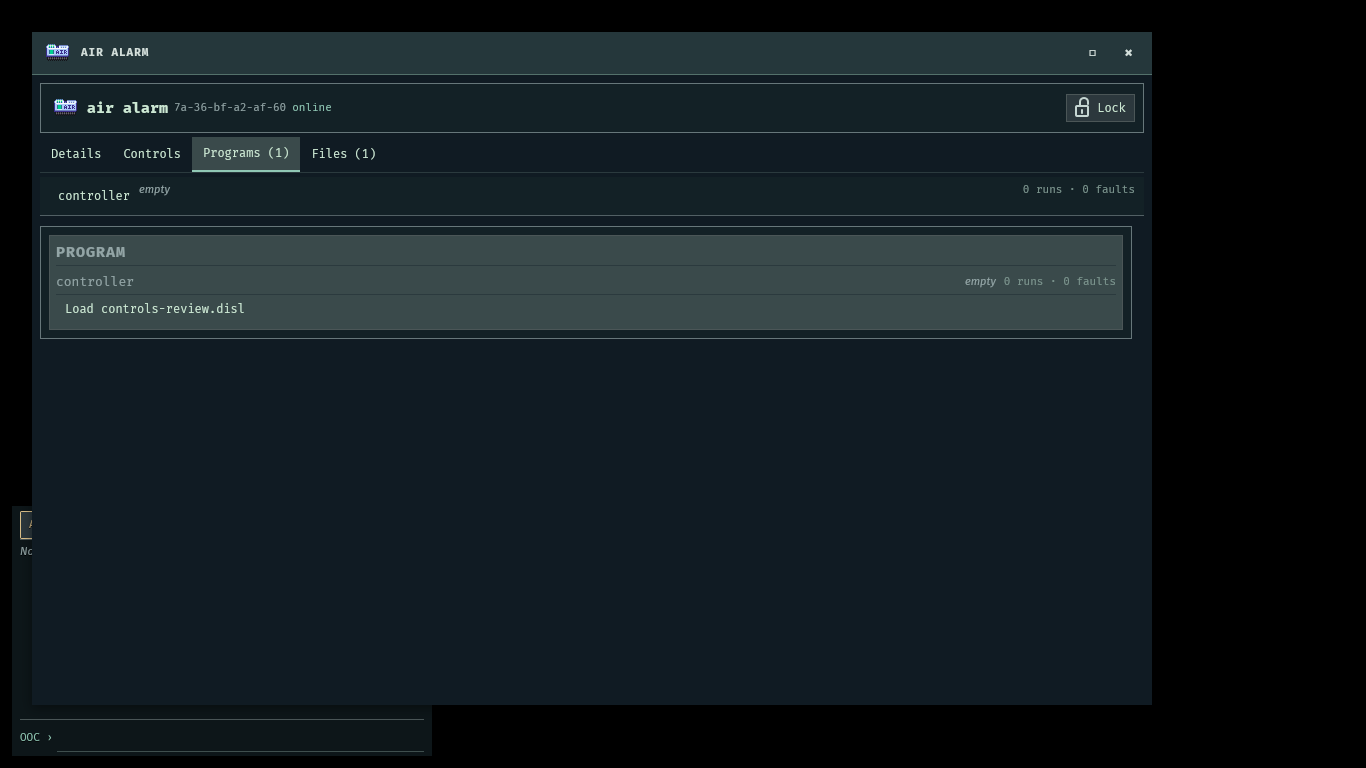 AIR ALARM
air alarm 7a-36-bf-a2-af-60 online
Lock
Details Controls Programs (1) Files (1)
controller empty 0 runs · 0 faults
PROGRAM
controller empty 0 runs · 0 faults
Load controls-review.disl
OOC ›